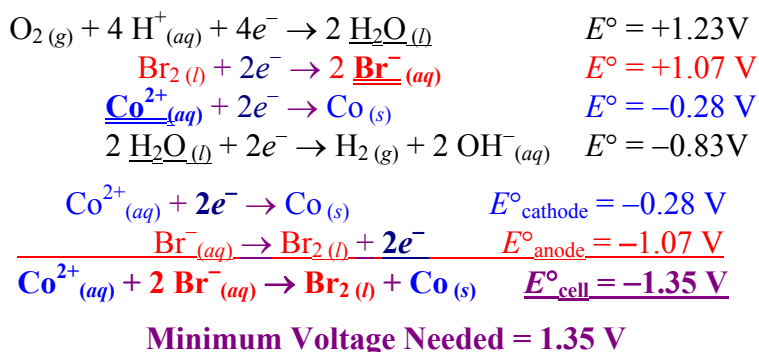 O₂ (g) + 4 H⁺(aq) + 4e⁻ → 2 H₂O (l) E° = +1.23V
Br₂ (l) + 2e⁻ → 2 Br⁻ (aq) E° = +1.07 V
Co²⁺(aq) + 2e⁻ → Co (s) E° = –0.28 V
2 H₂O (l) + 2e⁻ → H₂ (g) + 2 OH⁻(aq) E° = –0.83V
Co²⁺(aq) + 2e⁻ → Co (s) E°cathode = –0.28 V
Br⁻(aq) → Br₂ (l) + 2e⁻ E°anode = –1.07 V
Co²⁺(aq) + 2 Br⁻(aq) → Br₂ (l) + Co (s) E°cell = –1.35 V
Minimum Voltage Needed = 1.35 V